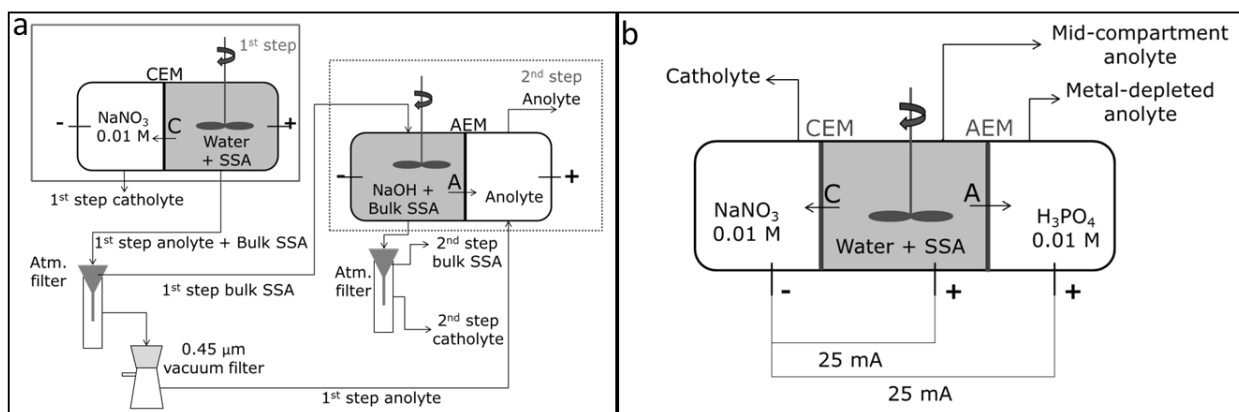 a
1st step
CEM
NaNO3
0.01 M
C
Water
+ SSA
-
+
1st step catholyte
1st step anolyte + Bulk SSA
Atm.
filter
1st step bulk SSA
0.45 µm
vacuum filter
1st step anolyte
2nd step
Anolyte
AEM
NaOH +
Bulk SSA
A
Anolyte
-
+
Atm.
filter
2nd step
bulk SSA
2nd step
catholyte
b
Mid-compartment
anolyte
Catholyte
Metal-depleted
anolyte
CEM
AEM
C
A
NaNO3
0.01 M
Water + SSA
H3PO4
0.01 M
-
+
+
25 mA
25 mA